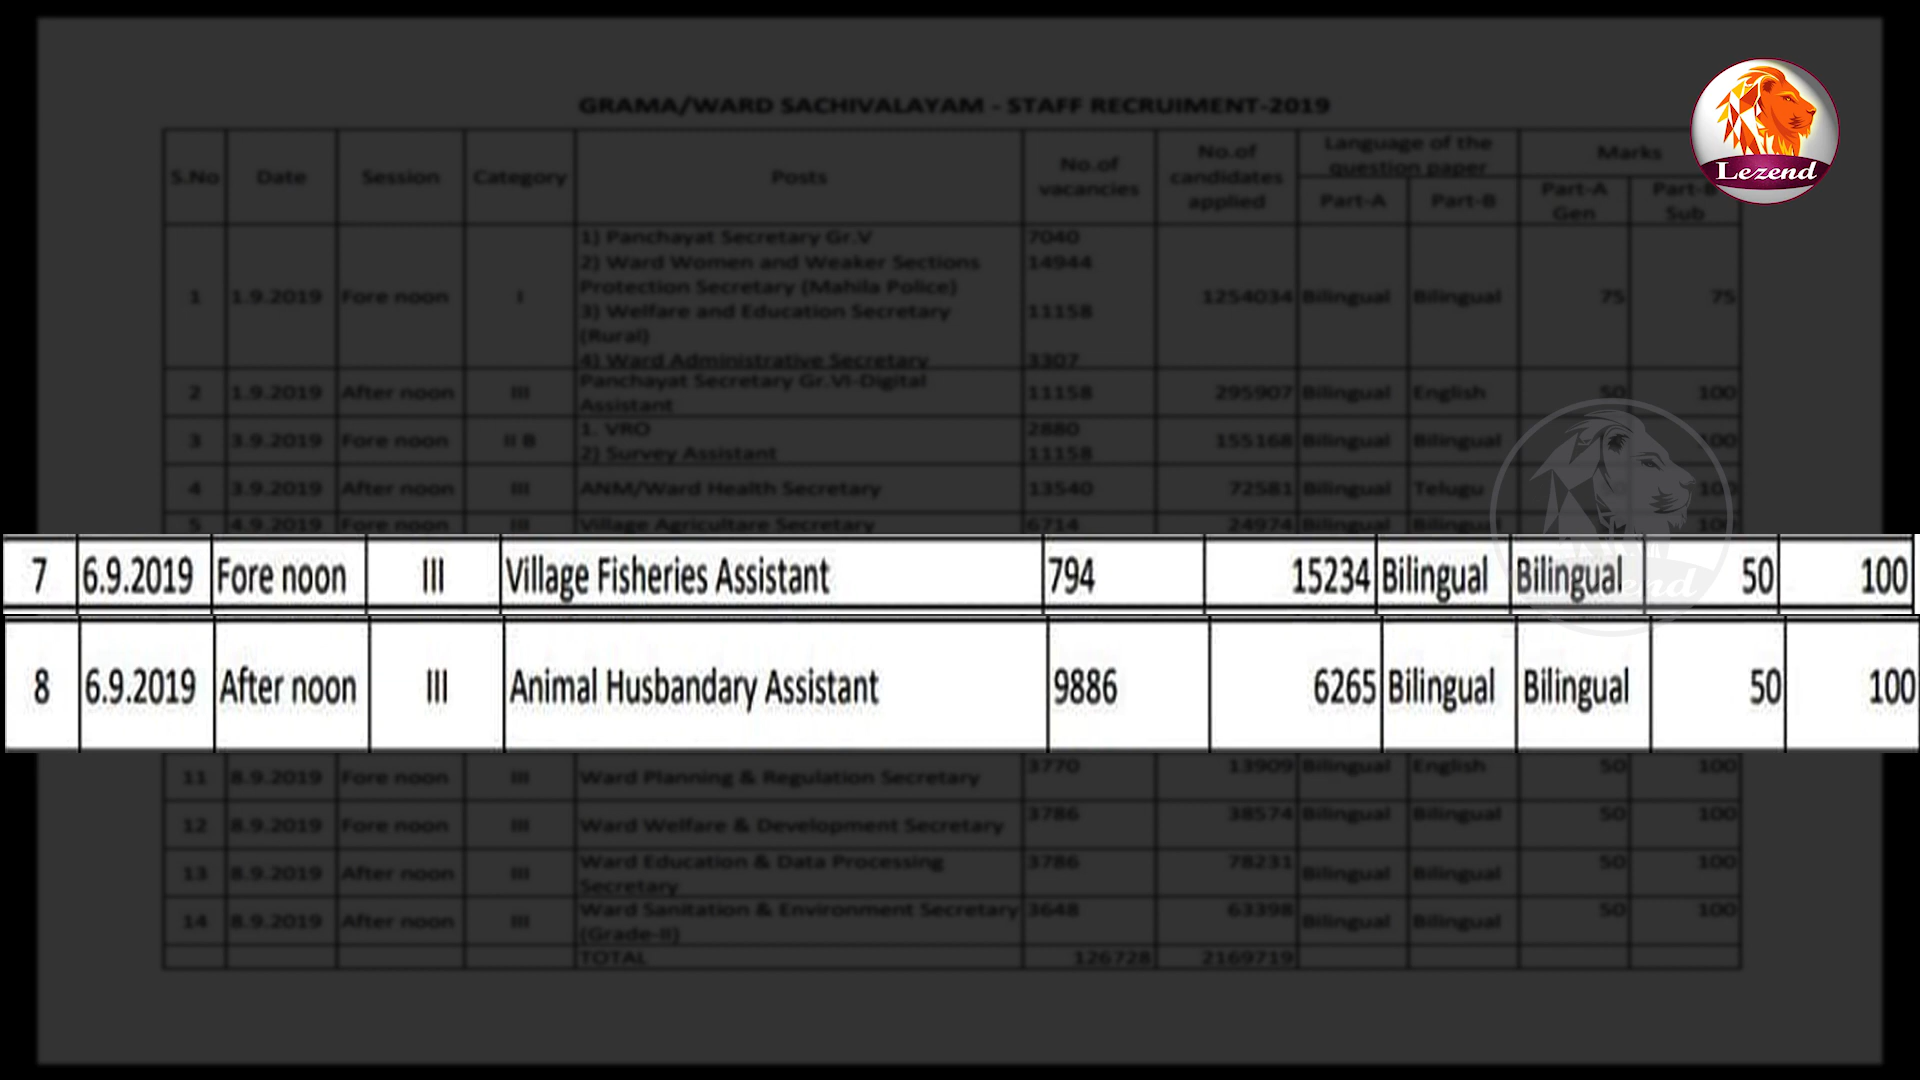 GRAMA/WARD SACHIVALAYAM - STAFF RECRUIMENT-2019
Lezend
S.No Date Session Category Posts No.of vacancies No.of candidates applied Language of the question paper Marks
Part-A Part-B Part-A Gen Part-B Sub
1 1.9.2019 Fore noon I 1) Panchayat Secretary Gr.V 7040
2) Ward Women and Weaker Sections 14944
Protection Secretary (Mahila Police)
1254034 Bilingual Bilingual 75 75
3) Welfare and Education Secretary 11158
(Rural)
4) Ward Administrative Secretary 3307
2 1.9.2019 After noon III Panchayat Secretary Gr.VI-Digital Assistant 11158 295907 Bilingual English 50 100
3 3.9.2019 Fore noon II B 1. VRO 2880
2) Survey Assistant 11158
155168 Bilingual Bilingual 100
4 3.9.2019 After noon III ANM/Ward Health Secretary 13540 72581 Bilingual Telugu 100
5 4.9.2019 Fore noon III Village Agriculture Secretary 6714 24974 Bilingual Bilingual 100
7 6.9.2019 Fore noon III Village Fisheries Assistant 794 15234 Bilingual Bilingual 50 100
8 6.9.2019 After noon III Animal Husbandary Assistant 9886 6265 Bilingual Bilingual 50 100
11 8.9.2019 Fore noon III Ward Planning & Regulation Secretary 3770 13909 Bilingual English 50 100
12 8.9.2019 Fore noon III Ward Welfare & Development Secretary 3786 38574 Bilingual Bilingual 50 100
13 8.9.2019 After noon III Ward Education & Data Processing Secretary 3786 78231 Bilingual Bilingual 50 100
14 8.9.2019 After noon III Ward Sanitation & Environment Secretary (Grade-II) 3648 63398 Bilingual Bilingual 50 100
TOTAL 126728 2169719